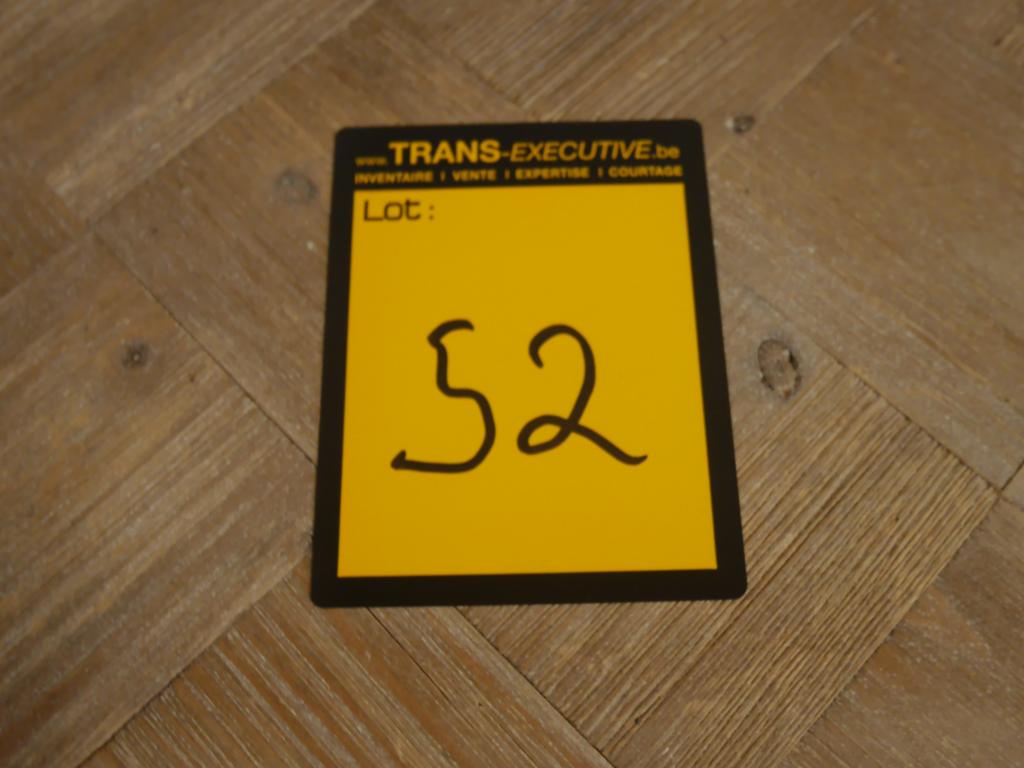 www.TRANS-EXECUTIVE.be
INVENTAIRE I VENTE I EXPERTISE I COURTAGE
Lot :
52